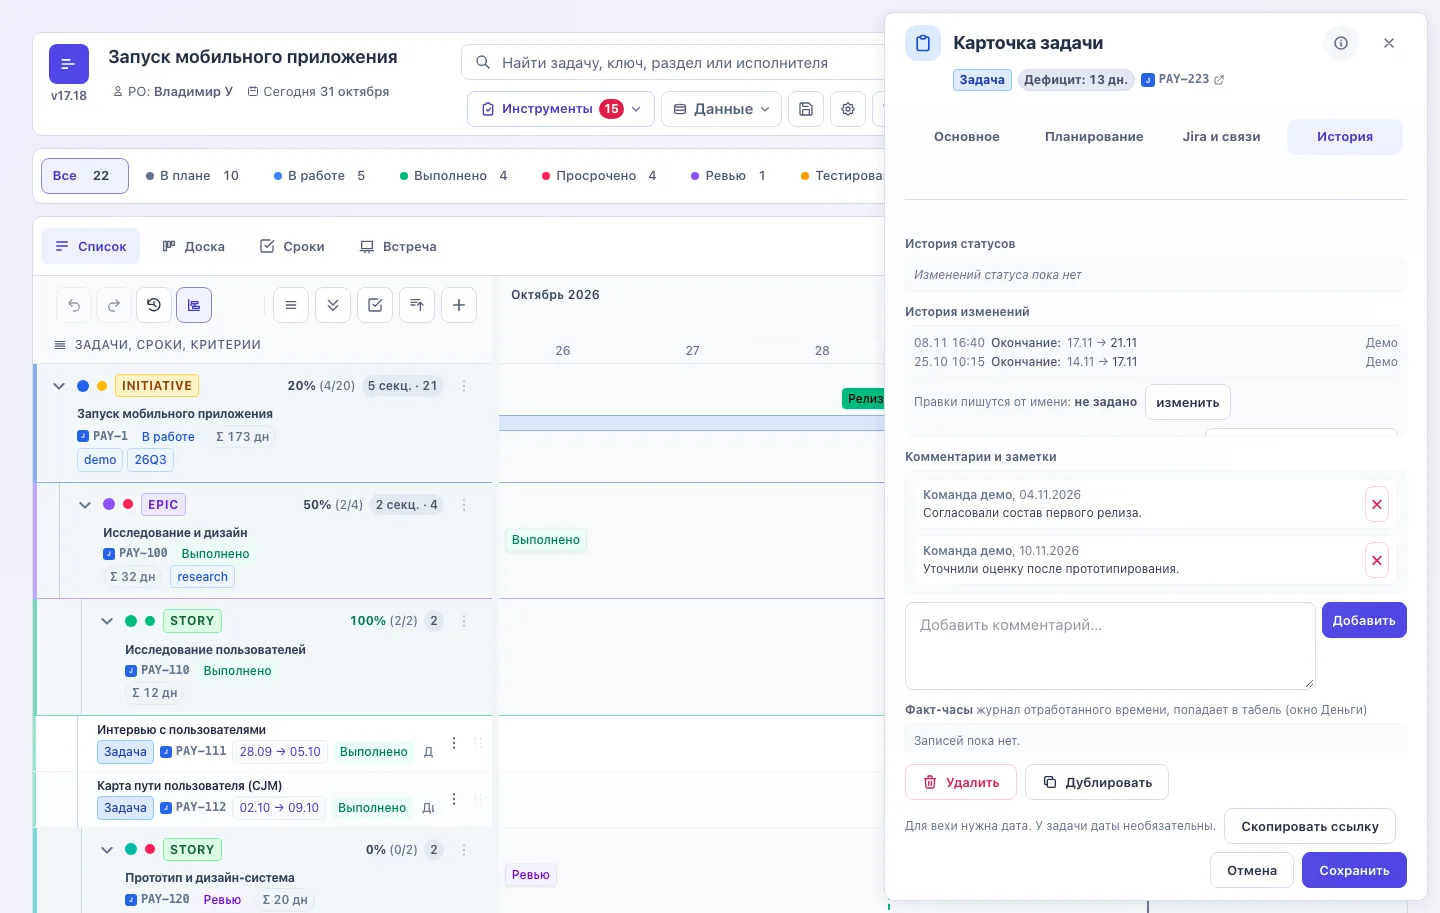 Запуск мобильного приложения
v17.18
PO: Владимир У
Сегодня 31 октября
Найти задачу, ключ, раздел или исполнителя
Инструменты 15
Данные
Все 22
В плане 10
В работе 5
Выполнено 4
Просрочено 4
Ревью 1
Список
Доска
Сроки
Встреча
ЗАДАЧИ, СРОКИ, КРИТЕРИИ
Октябрь 2026
26 27 28
INITIATIVE 20% (4/20) 5 секц. · 21
Запуск мобильного приложения
PAY-1 В работе Σ 173 дн
demo 26Q3
EPIC 50% (2/4) 2 секц. · 4
Исследование и дизайн
PAY-100 Выполнено
Σ 32 дн research
Выполнено
STORY 100% (2/2) 2
Исследование пользователей
PAY-110 Выполнено
Σ 12 дн
Интервью с пользователями
Задача PAY-111 28.09 → 05.10 Выполнено
Карта пути пользователя (CJM)
Задача PAY-112 02.10 → 09.10 Выполнено
STORY 0% (0/2) 2
Прототип и дизайн-система
PAY-120 Ревью Σ 20 дн
Ревью
Карточка задачи
Задача Дефицит: 13 дн. PAY-223
Основное
Планирование
Jira и связи
История
История статусов
Изменений статуса пока нет
История изменений
08.11 16:40 Окончание: 17.11 → 21.11 Демо
25.10 10:15 Окончание: 14.11 → 17.11 Демо
Правки пишутся от имени: не задано изменить
Комментарии и заметки
Команда демо, 04.11.2026
Согласовали состав первого релиза.
Команда демо, 10.11.2026
Уточнили оценку после прототипирования.
Добавить комментарий...
Добавить
Факт-часы журнал отработанного времени, попадает в табель (окно Деньги)
Записей пока нет.
Удалить
Дублировать
Для вехи нужна дата. У задачи даты необязательны.
Скопировать ссылку
Отмена
Сохранить